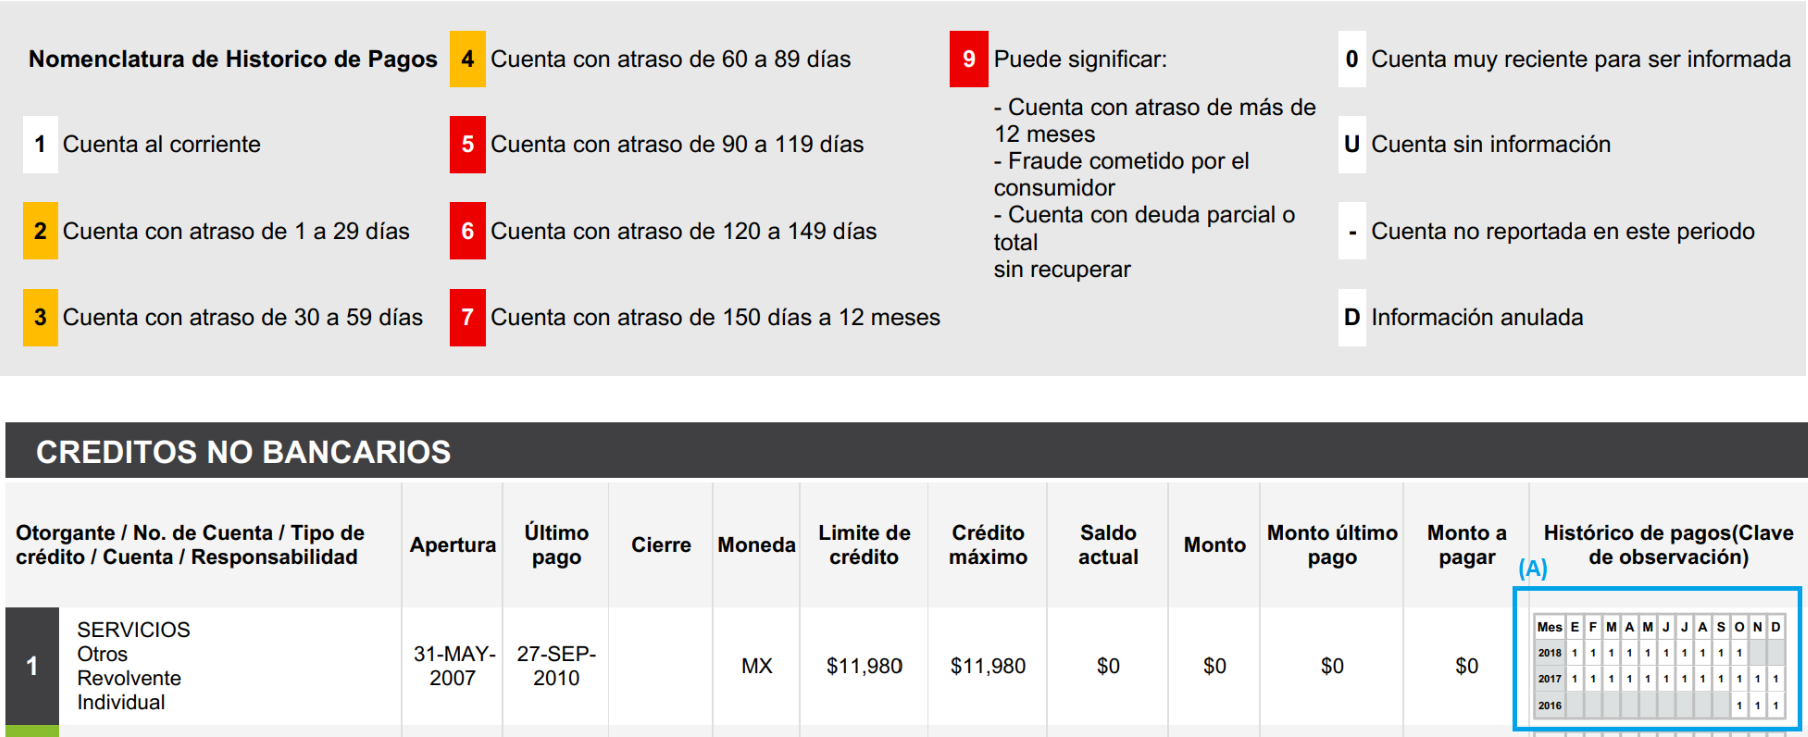 Nomenclatura de Historico de Pagos
1 Cuenta al corriente
2 Cuenta con atraso de 1 a 29 días
3 Cuenta con atraso de 30 a 59 días
4 Cuenta con atraso de 60 a 89 días
5 Cuenta con atraso de 90 a 119 días
6 Cuenta con atraso de 120 a 149 días
7 Cuenta con atraso de 150 días a 12 meses
9 Puede significar:
- Cuenta con atraso de más de
12 meses
- Fraude cometido por el
consumidor
- Cuenta con deuda parcial o
total
sin recuperar
0 Cuenta muy reciente para ser informada
U Cuenta sin información
- Cuenta no reportada en este periodo
D Información anulada
CREDITOS NO BANCARIOS
Otorgante / No. de Cuenta / Tipo de
crédito / Cuenta / Responsabilidad
Apertura
Último
pago
Cierre
Moneda
Limite de
crédito
Crédito
máximo
Saldo
actual
Monto
Monto último
pago
Monto a
pagar
Histórico de pagos(Clave
de observación)
(A)
1
SERVICIOS
Otros
Revolvente
Individual
31-MAY-
2007
27-SEP-
2010
MX
$11,980
$11,980
$0
$0
$0
$0
Mes E F M A M J J A S O N D
2018 1 1 1 1 1 1 1 1 1 1
2017 1 1 1 1 1 1 1 1 1 1 1 1
2016 1 1 1